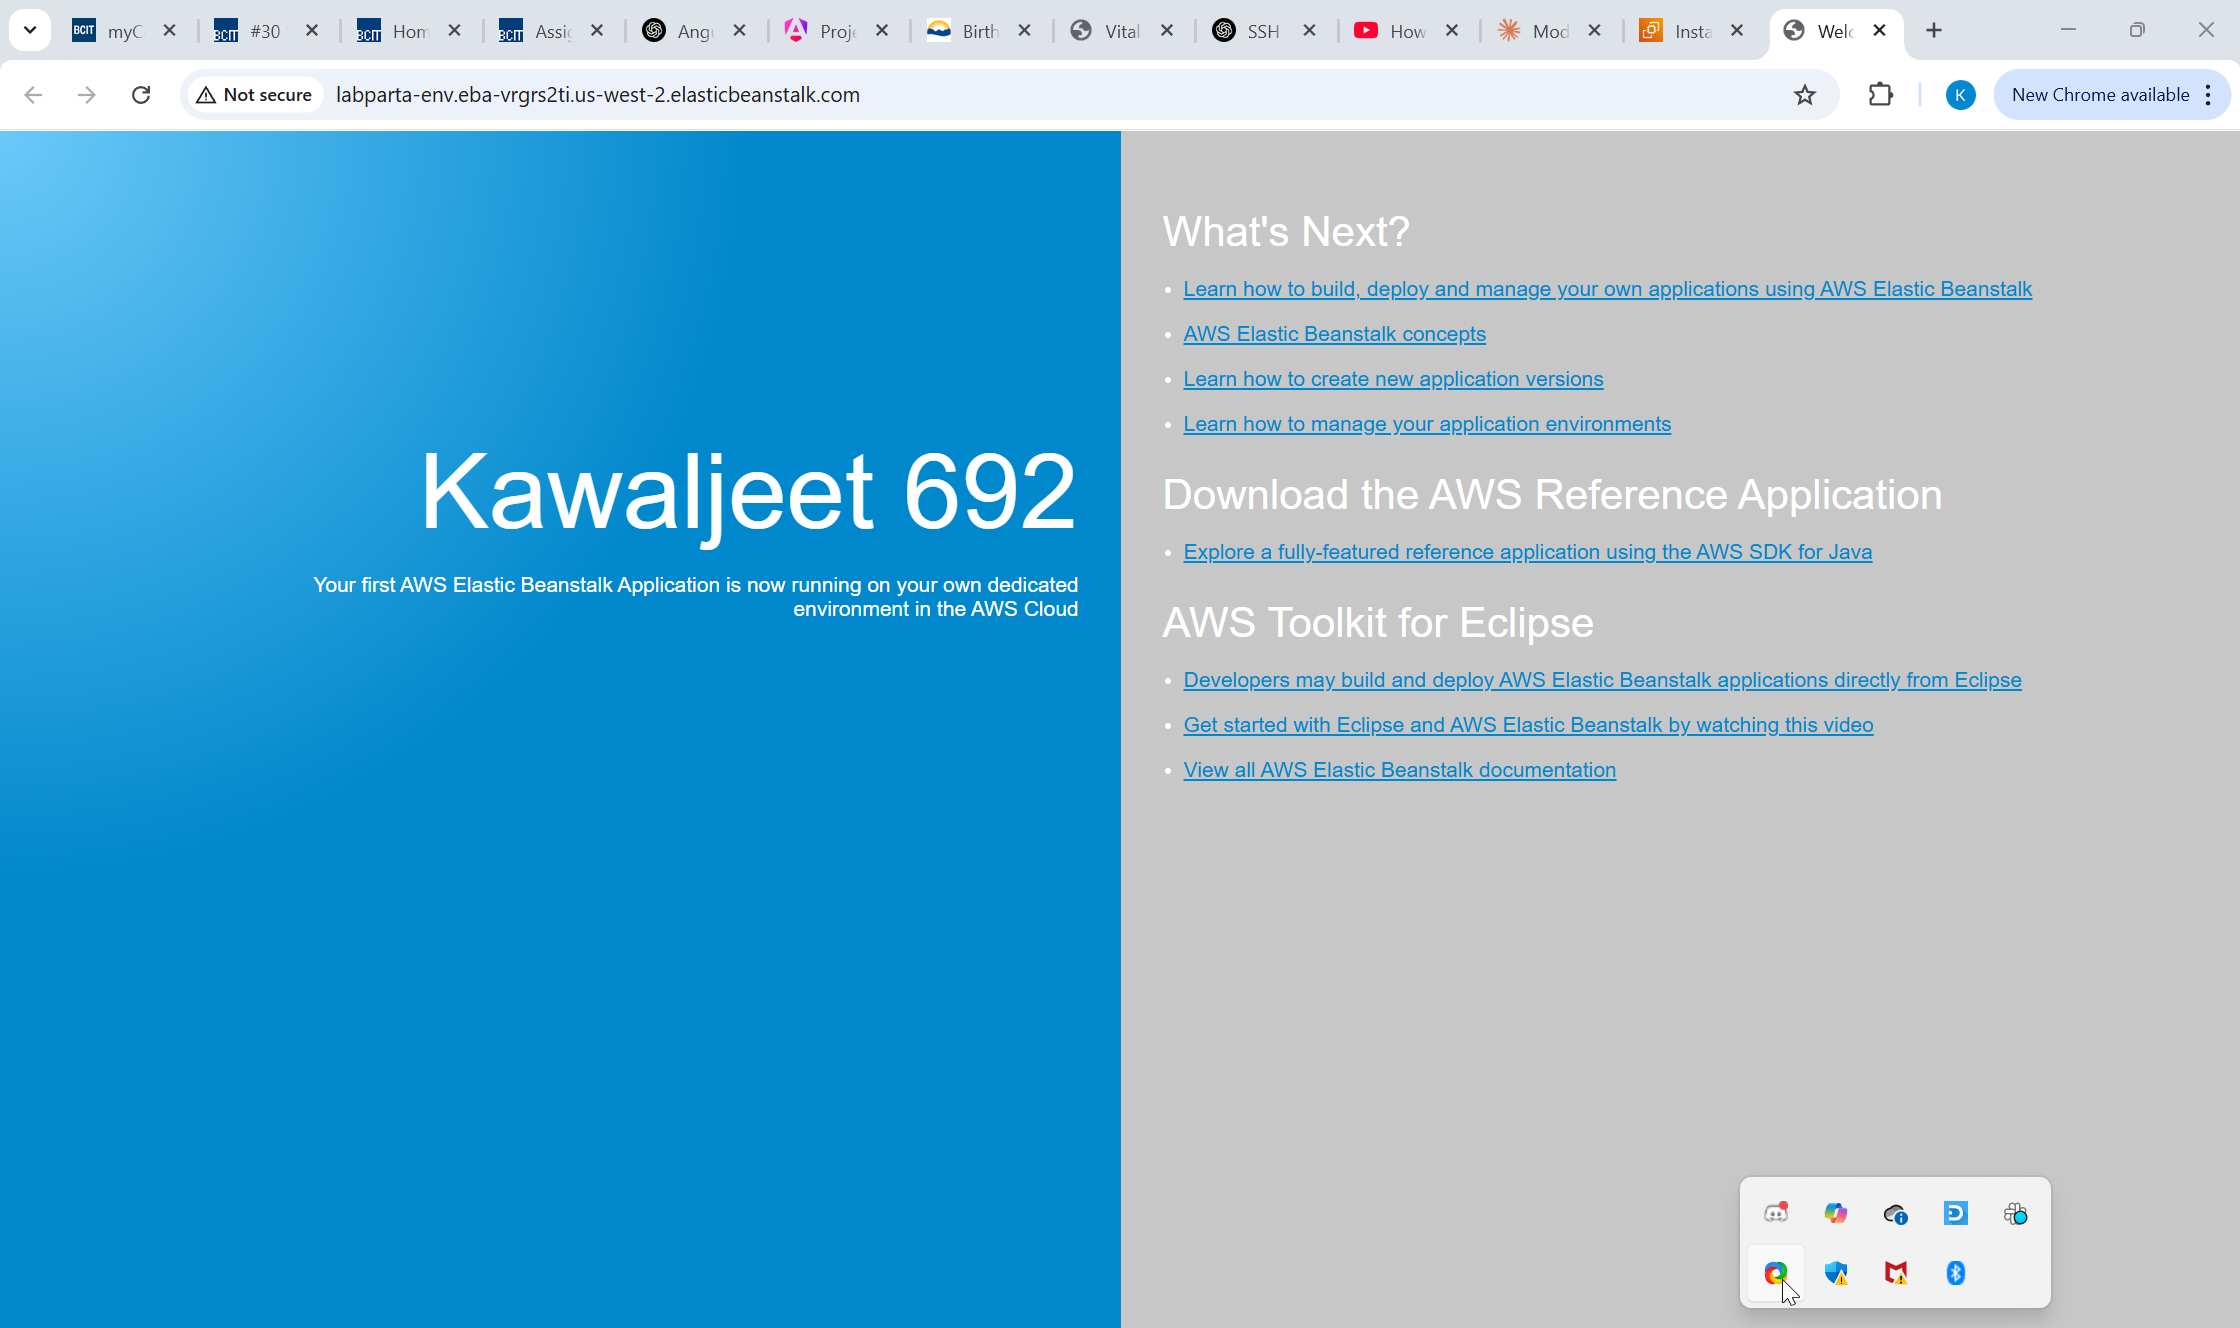 myC
#30
Hom
Assig
Angu
Proje
Birth
Vital
SSH
How
Mod
Insta
Welc
Not secure
labparta-env.eba-vrgrs2ti.us-west-2.elasticbeanstalk.com
K
New Chrome available
Kawaljeet 692
Your first AWS Elastic Beanstalk Application is now running on your own dedicated
environment in the AWS Cloud
What's Next?
Learn how to build, deploy and manage your own applications using AWS Elastic Beanstalk
AWS Elastic Beanstalk concepts
Learn how to create new application versions
Learn how to manage your application environments
Download the AWS Reference Application
Explore a fully-featured reference application using the AWS SDK for Java
AWS Toolkit for Eclipse
Developers may build and deploy AWS Elastic Beanstalk applications directly from Eclipse
Get started with Eclipse and AWS Elastic Beanstalk by watching this video
View all AWS Elastic Beanstalk documentation